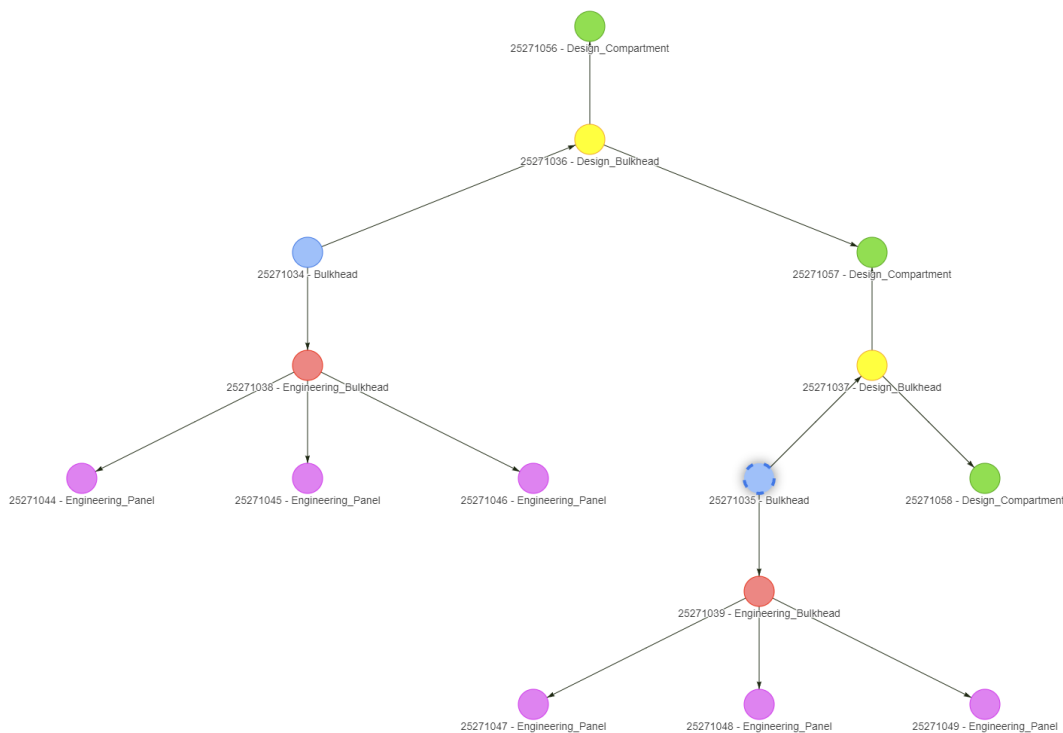 25271056 - Design_Compartment
25271036 - Design_Bulkhead
25271034 - Bulkhead
25271057 - Design_Compartment
25271038 - Engineering_Bulkhead
25271037 - Design_Bulkhead
25271044 - Engineering_Panel
25271045 - Engineering_Panel
25271046 - Engineering_Panel
25271035 - Bulkhead
25271058 - Design_Compartment
25271039 - Engineering_Bulkhead
25271047 - Engineering_Panel
25271048 - Engineering_Panel
25271049 - Engineering_Panel